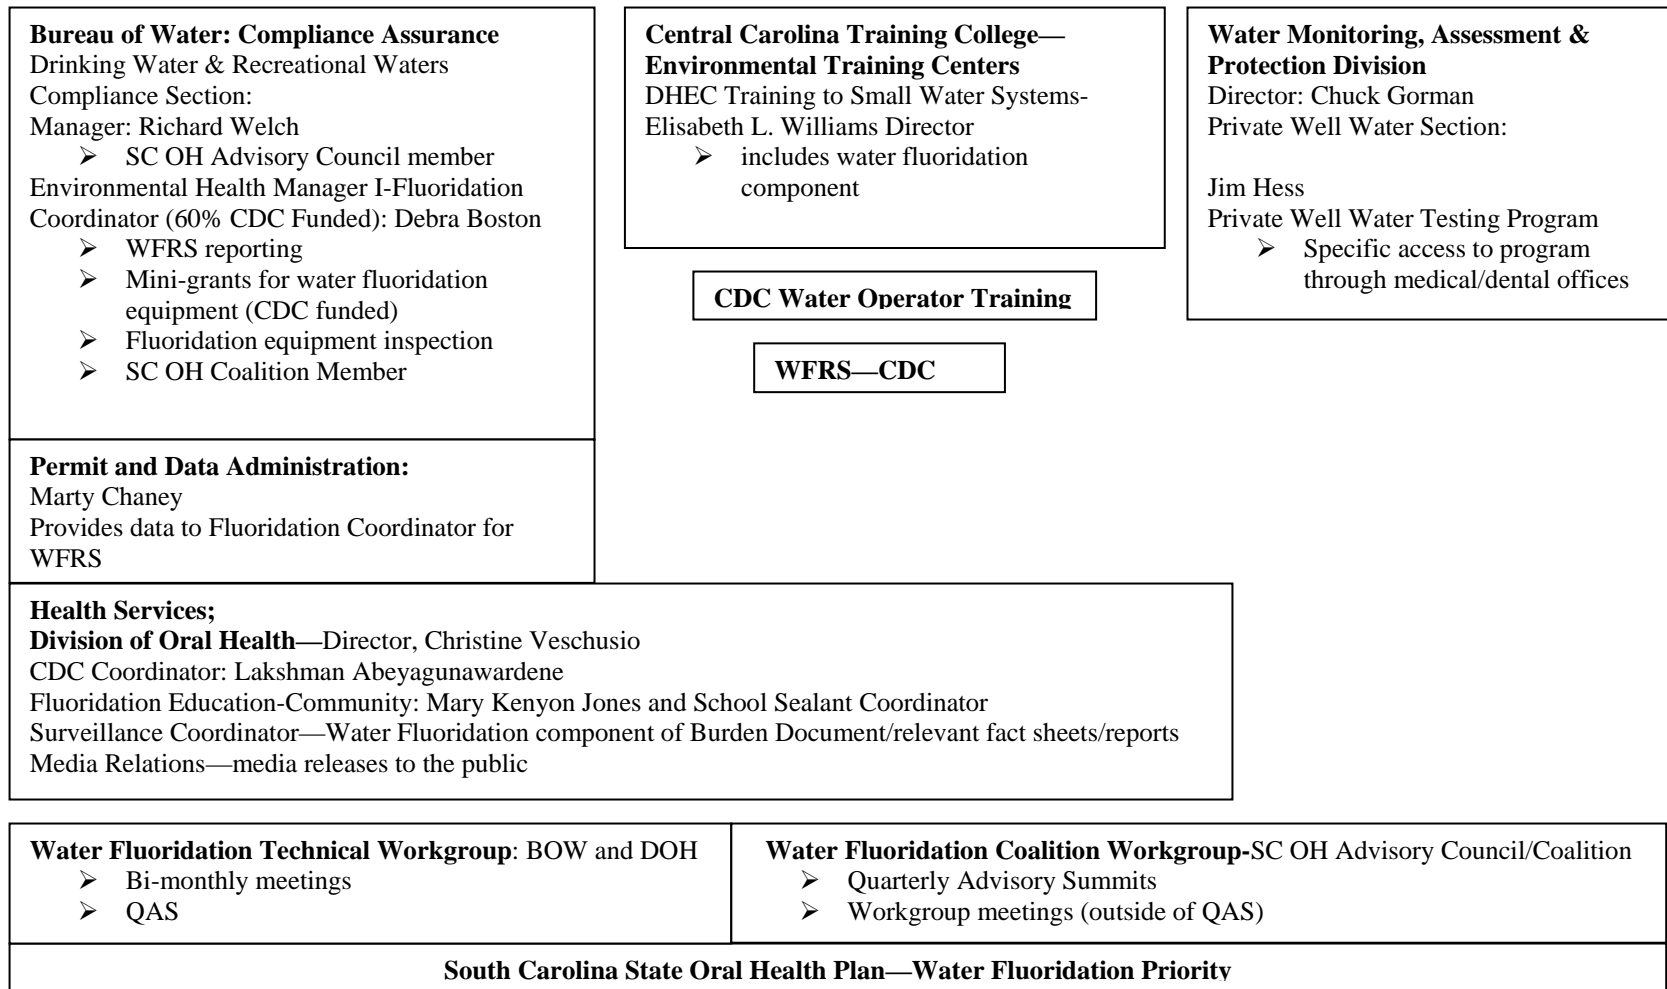 Bureau of Water: Compliance Assurance
Drinking Water & Recreational Waters
Compliance Section:
Manager: Richard Welch
➢ SC OH Advisory Council member
Environmental Health Manager I-Fluoridation
Coordinator (60% CDC Funded): Debra Boston
➢ WFRS reporting
➢ Mini-grants for water fluoridation
equipment (CDC funded)
➢ Fluoridation equipment inspection
➢ SC OH Coalition Member
Central Carolina Training College—
Environmental Training Centers
DHEC Training to Small Water Systems-
Elisabeth L. Williams Director
➢ includes water fluoridation
component
Water Monitoring, Assessment &
Protection Division
Director: Chuck Gorman
Private Well Water Section:
Jim Hess
Private Well Water Testing Program
➢ Specific access to program
through medical/dental offices
CDC Water Operator Training
WFRS—CDC
Permit and Data Administration:
Marty Chaney
Provides data to Fluoridation Coordinator for
WFRS
Health Services;
Division of Oral Health—Director, Christine Veschusio
CDC Coordinator: Lakshman Abeyagunawardene
Fluoridation Education-Community: Mary Kenyon Jones and School Sealant Coordinator
Surveillance Coordinator—Water Fluoridation component of Burden Document/relevant fact sheets/reports
Media Relations—media releases to the public
Water Fluoridation Technical Workgroup: BOW and DOH
➢ Bi-monthly meetings
➢ QAS
Water Fluoridation Coalition Workgroup-SC OH Advisory Council/Coalition
➢ Quarterly Advisory Summits
➢ Workgroup meetings (outside of QAS)
South Carolina State Oral Health Plan—Water Fluoridation Priority